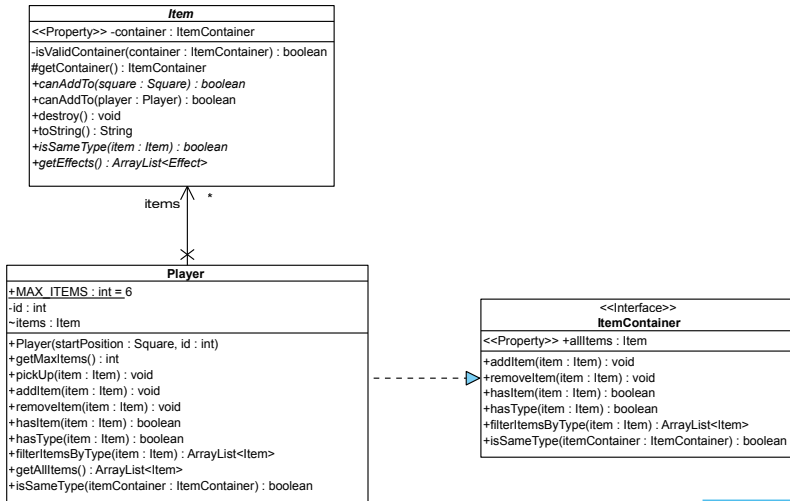 Item
<<Property>> -container : ItemContainer
-isValidContainer(container : ItemContainer) : boolean
#getContainer() : ItemContainer
+canAddTo(square : Square) : boolean
+canAddTo(player : Player) : boolean
+destroy() : void
+toString() : String
+isSameType(item : Item) : boolean
+getEffects() : ArrayList<Effect>
items
*
Player
+MAX_ITEMS : int = 6
-id : int
~items : Item
+Player(startPosition : Square, id : int)
+getMaxItems() : int
+pickUp(item : Item) : void
+addItem(item : Item) : void
+removeItem(item : Item) : void
+hasItem(item : Item) : boolean
+hasType(item : Item) : boolean
+filterItemsByType(item : Item) : ArrayList<Item>
+getAllItems() : ArrayList<Item>
+isSameType(itemContainer : ItemContainer) : boolean
<<Interface>>
ItemContainer
<<Property>> +allItems : Item
+addItem(item : Item) : void
+removeItem(item : Item) : void
+hasItem(item : Item) : boolean
+hasType(item : Item) : boolean
+filterItemsByType(item : Item) : ArrayList<Item>
+isSameType(itemContainer : ItemContainer) : boolean